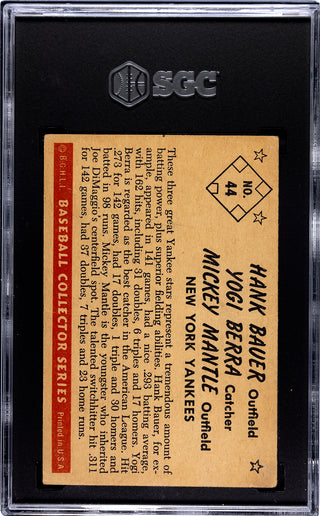 SGC
NO.
44
HANK BAUER Outfield
YOGI BERRA Catcher
MICKEY MANTLE Outfield
NEW YORK YANKEES
These three great Yankee stars represent a tremendous amount of
batting power, plus superior fielding abilities. Hank Bauer, for ex-
ample, appeared in 141 games, had a nice .293 batting average,
with 162 hits, including 31 doubles, 6 triples and 17 homers. Yogi
Berra is regarded as the best catcher in the American League. Hit
.273 for 142 games, had 17 doubles, 1 triple and 30 homers and
batted in 98 runs. Mickey Mantle is the youngster who inherited
Joe DiMaggio's centerfield spot. The talented switchhitter hit .311
for 142 games, had 37 doubles, 7 triples and 23 home runs.
© B.G.H.L.I. BASEBALL COLLECTOR SERIES Printed in U.S.A.